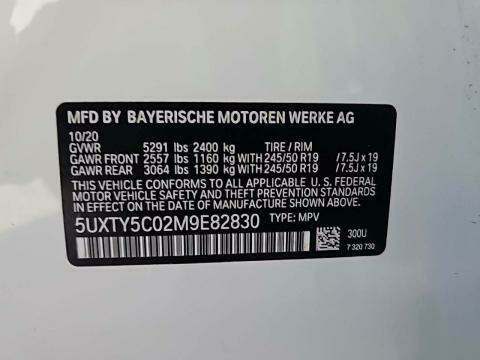 MFD BY BAYERISCHE MOTOREN WERKE AG
10/20
GVWR 5291 lbs 2400 kg TIRE / RIM
GAWR FRONT 2557 lbs 1160 kg WITH 245/50 R19 / 7.5J x 19
GAWR REAR 3064 lbs 1390 kg WITH 245/50 R19 / 7.5J x 19
THIS VEHICLE CONFORMS TO ALL APPLICABLE U.S. FEDERAL
MOTOR VEHICLE SAFETY STANDARDS IN EFFECT ON THE
DATE OF MANUFACTURE SHOWN ABOVE.
5UXTY5C02M9E82830 TYPE: MPV
300U
7 320 730